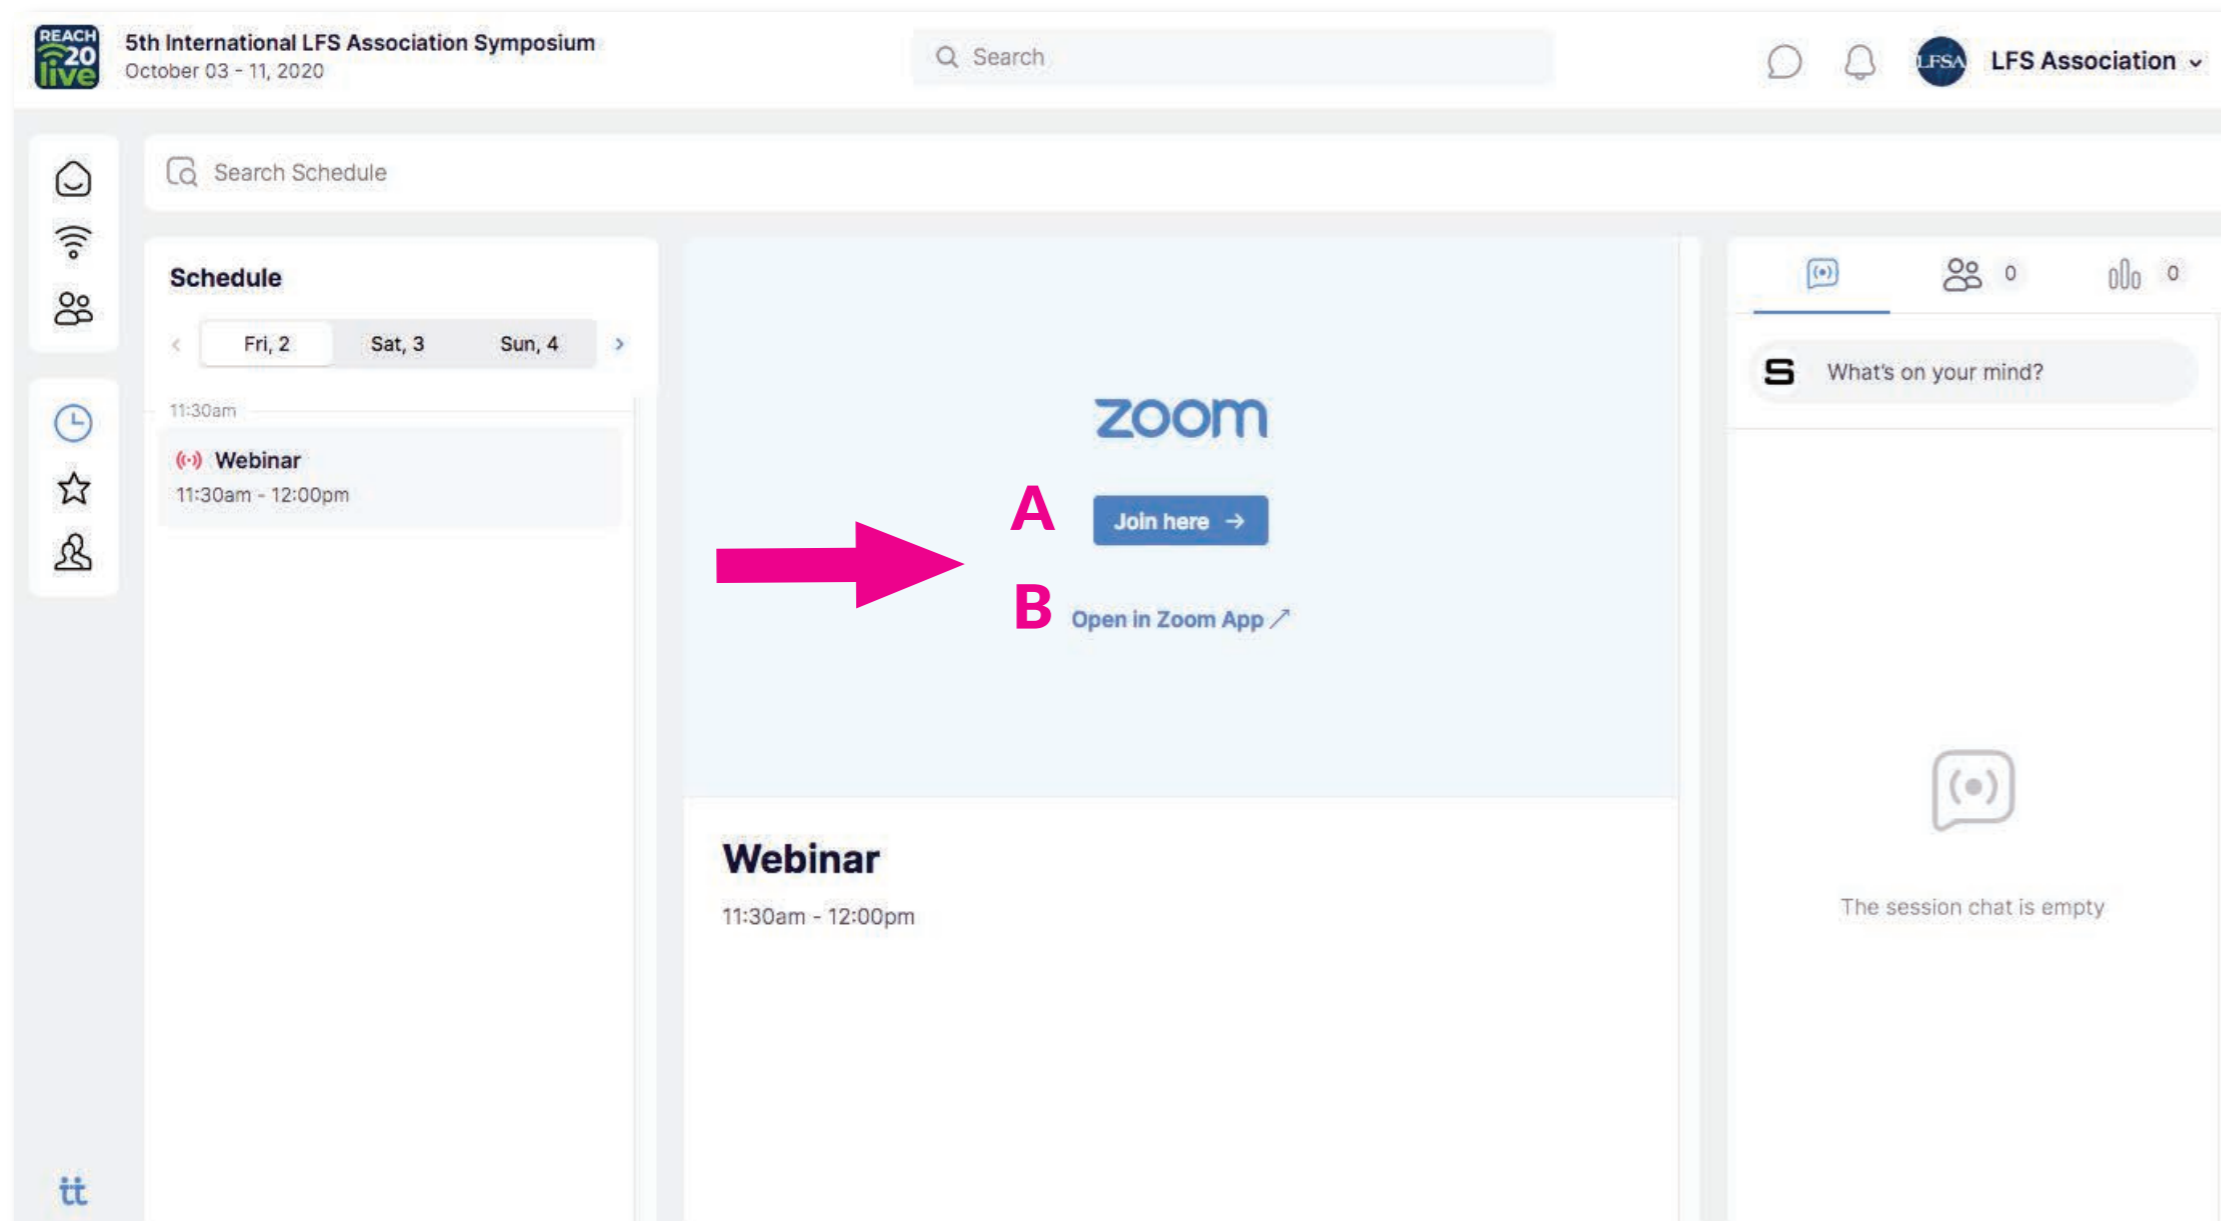 REACH
20
live
5th International LFS Association Symposium
October 03 - 11, 2020
Search
LFSA
LFS Association
Search Schedule
Schedule
Fri, 2
Sat, 3
Sun, 4
11:30am
Webinar
11:30am - 12:00pm
zoom
A
Join here →
B
Open in Zoom App ↗
Webinar
11:30am - 12:00pm
0
0
S
What's on your mind?
The session chat is empty
tt